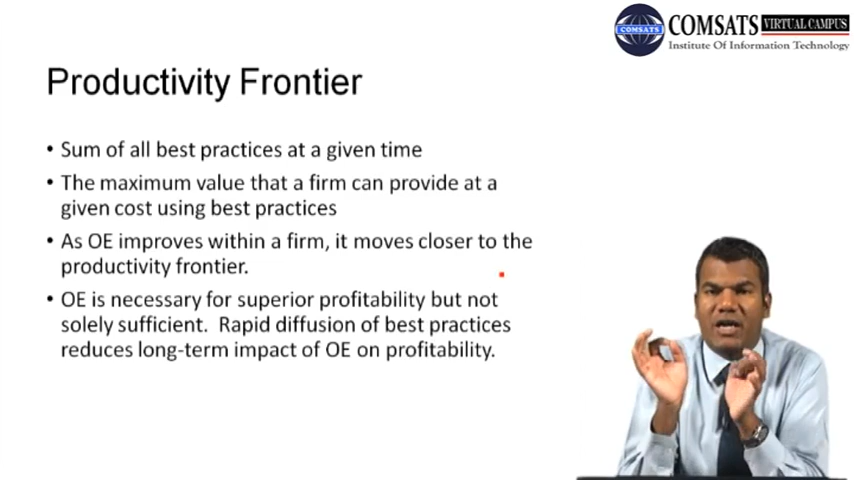 COMSATS VIRTUAL CAMPUS
COMSATS
Institute Of Information Technology
Productivity Frontier
• Sum of all best practices at a given time
• The maximum value that a firm can provide at a
given cost using best practices
• As OE improves within a firm, it moves closer to the
productivity frontier.
• OE is necessary for superior profitability but not
solely sufficient. Rapid diffusion of best practices
reduces long-term impact of OE on profitability.